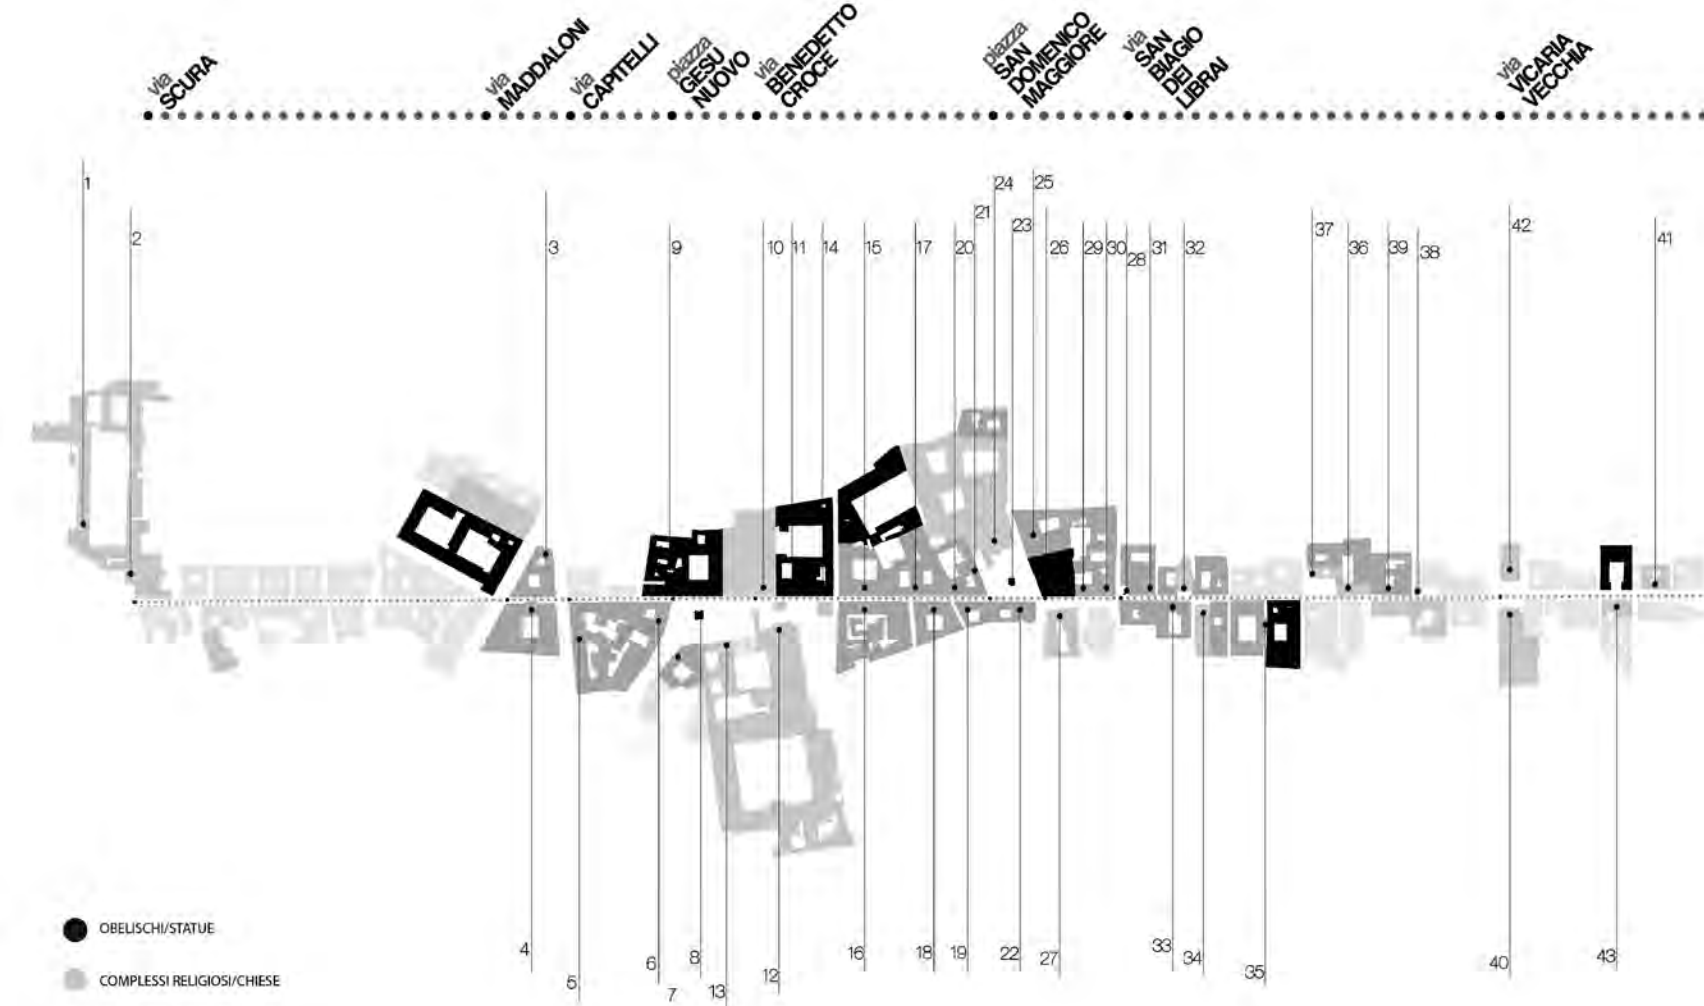 via
SCURA
via
MADDALONI
via
CAPITELLI
piazza
GESU
NUOVO
via
BENEDETTO
CROCE
piazza
SAN
DOMENICO
MAGGIORE
via
SAN
BIAGIO
DEI
LIBRAI
via
VICARIA
VECCHIA
1
2
3
9
10
11
14
15
17
20
21
24
23
25
26
29
30
28
31
32
37
36
39
38
42
41
4
5
6
7
8
13
12
16
18
19
22
27
33
34
35
40
43
OBELISCHI/STATUE
COMPLESSI RELIGIOSI/CHIESE